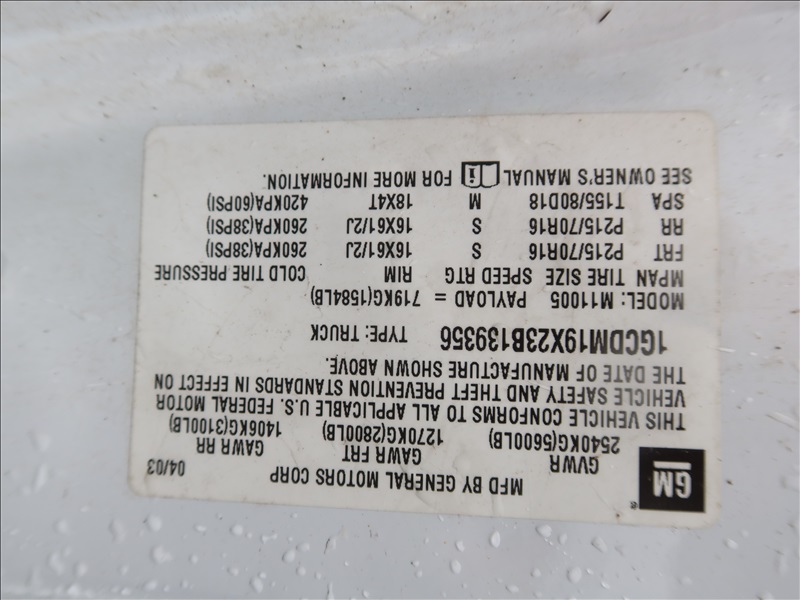 GM ®
MFD BY GENERAL MOTORS CORP 04/03
GVWR GAWR FRT GAWR RR
2540KG(5600LB) 1270KG(2800LB) 1406KG(3100LB)
THIS VEHICLE CONFORMS TO ALL APPLICABLE U.S. FEDERAL MOTOR
VEHICLE SAFETY AND THEFT PREVENTION STANDARDS IN EFFECT ON
THE DATE OF MANUFACTURE SHOWN ABOVE.
1GCDM19X23B139356 TYPE: TRUCK
MODEL: M11005 PAYLOAD = 719KG(1584LB)
MPAN TIRE SIZE SPEED RTG RIM COLD TIRE PRESSURE
FRT P215/70R16 S 16X61/2J 260KPA(38PSI)
RR P215/70R16 S 16X61/2J 260KPA(38PSI)
SPA T155/80D18 M 18X4T 420KPA(60PSI)
SEE OWNER'S MANUAL i FOR MORE INFORMATION.